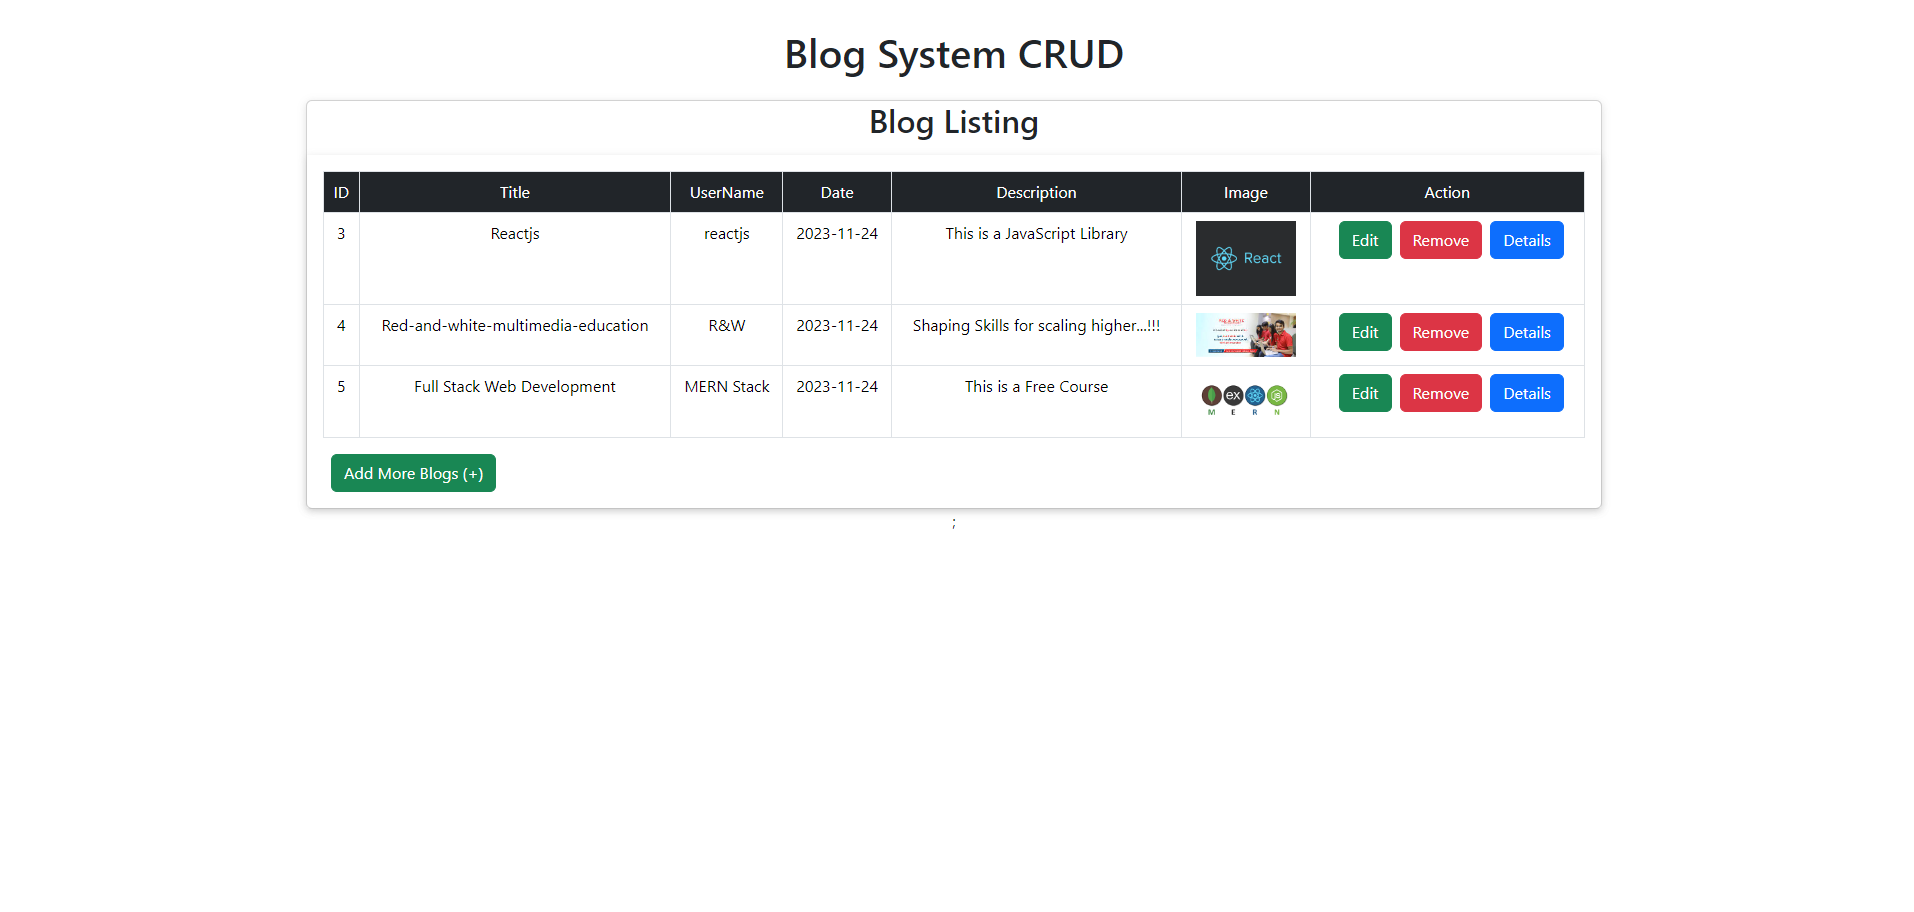 Blog System CRUD
Blog Listing
ID Title UserName Date Description Image Action
3 Reactjs reactjs 2023-11-24 This is a JavaScript Library React Edit Remove Details
4 Red-and-white-multimedia-education R&W 2023-11-24 Shaping Skills for scaling higher...!!! Edit Remove Details
5 Full Stack Web Development MERN Stack 2023-11-24 This is a Free Course ex JS Edit Remove Details
M E R N
Add More Blogs (+)
;